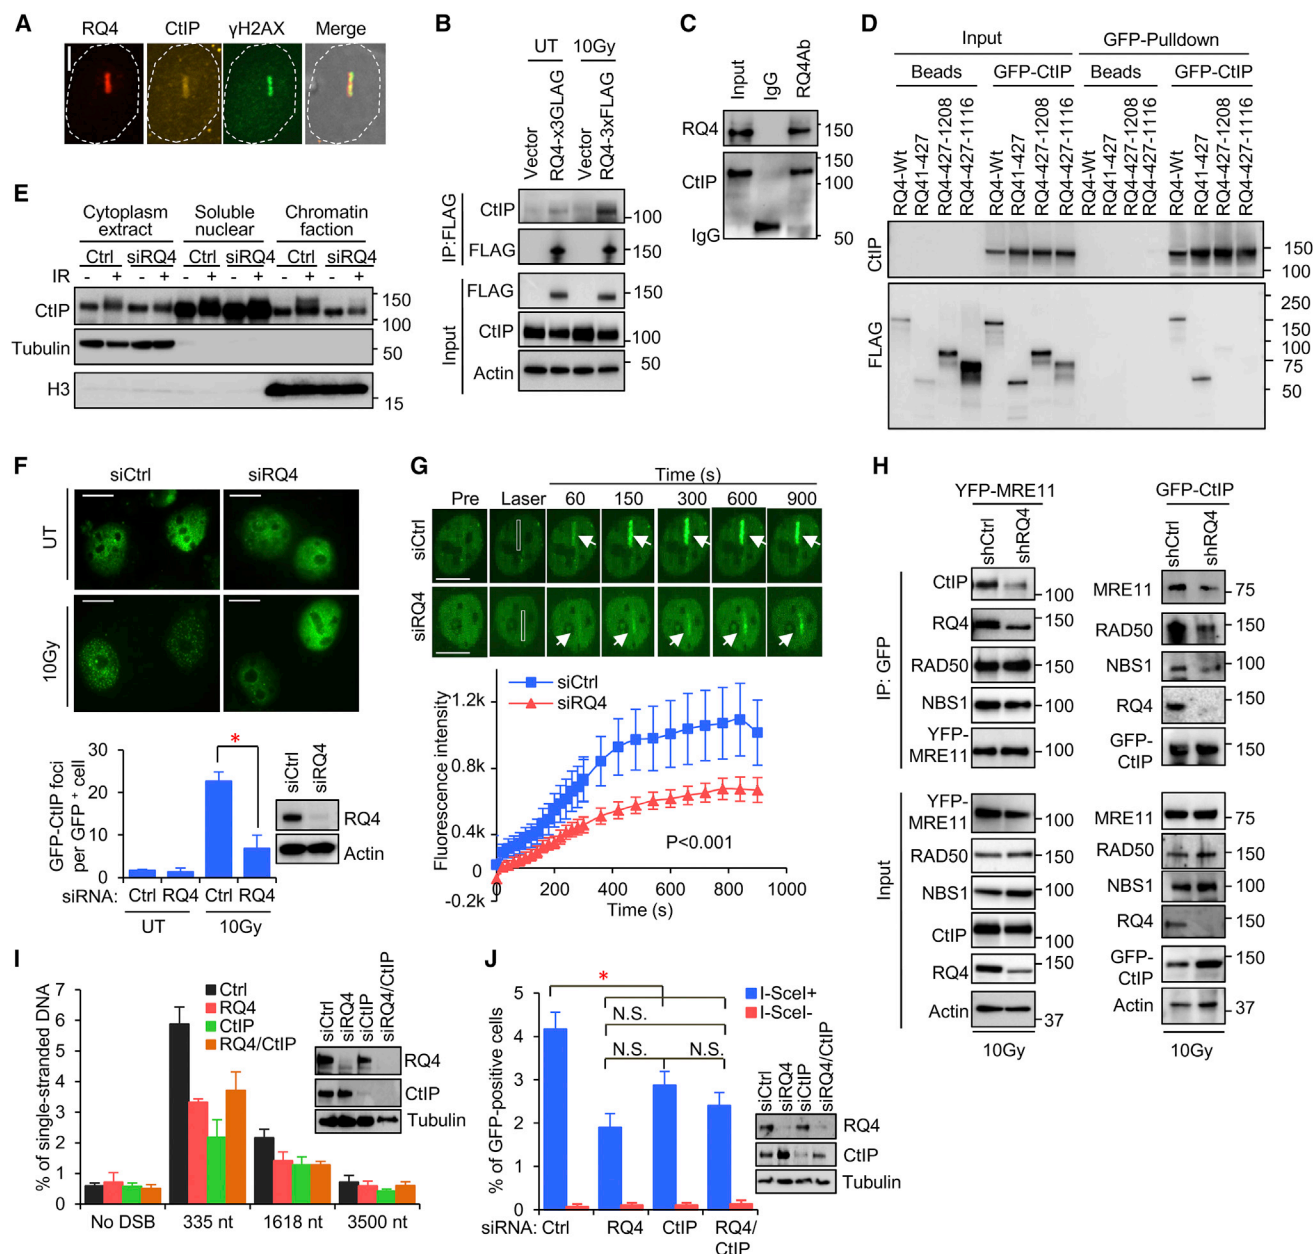 A
RQ4 CtIP γH2AX Merge
B
UT 10Gy
Vector
RQ4-x3GLAG
Vector
RQ4-3xFLAG
IP:FLAG
CtIP 100
FLAG 150
Input
FLAG 150
CtIP 100
Actin 50
C
Input
IgG
RQ4Ab
RQ4 150
CtIP 150
100
IgG 50
D
Input GFP-Pulldown
Beads GFP-CtIP Beads GFP-CtIP
RQ4-Wt
RQ41-427
RQ4-427-1208
RQ4-427-1116
RQ4-Wt
RQ41-427
RQ4-427-1208
RQ4-427-1116
RQ4-Wt
RQ41-427
RQ4-427-1208
RQ4-427-1116
RQ4-Wt
RQ41-427
RQ4-427-1208
RQ4-427-1116
CtIP
150
100
FLAG
250
150
100
75
50
E
Cytoplasm extract
Soluble nuclear
Chromatin faction
Ctrl siRQ4 Ctrl siRQ4 Ctrl siRQ4
IR - + - + - + - + - + - +
CtIP 150
100
Tubulin 50
H3 15
F
siCtrl siRQ4
UT
10Gy
GFP-CtIP foci
per GFP + cell
30
20
10
0
*
siRNA: Ctrl RQ4 Ctrl RQ4
UT 10Gy
siCtrl
siRQ4
RQ4
Actin
G
Time (s)
Pre Laser 60 150 300 600 900
siCtrl
siRQ4
Fluorescence intensity
1.2k
0.8k
0.4k
0
-0.2k
siCtrl
siRQ4
P<0.001
0 200 400 600 800 1000
Time (s)
H
YFP-MRE11 GFP-CtIP
shCtrl
shRQ4
shCtrl
shRQ4
IP: GFP
CtIP 100
RQ4 150
RAD50 150
NBS1 100
YFP-MRE11 100
MRE11 75
RAD50 150
NBS1 100
RQ4 150
GFP-CtIP 150
Input
YFP-MRE11 100
RAD50 150
NBS1 100
CtIP 100
RQ4 150
Actin 37
10Gy
MRE11 75
RAD50 150
NBS1 100
RQ4 150
GFP-CtIP 150
Actin 37
10Gy
I
% of single-stranded DNA
7
6
5
4
3
2
1
0
Ctrl
RQ4
CtIP
RQ4/CtIP
No DSB 335 nt 1618 nt 3500 nt
siCtrl
siRQ4
siCtIP
siRQ4/CtIP
RQ4
CtIP
Tubulin
J
% of GFP-positive cells
5
4
3
2
1
0
*
N.S.
N.S. N.S.
I-SceI+
I-SceI-
siRNA: Ctrl RQ4 CtIP RQ4/
CtIP
siCtrl
siRQ4
siCtIP
siRQ4/CtIP
RQ4
CtIP
Tubulin